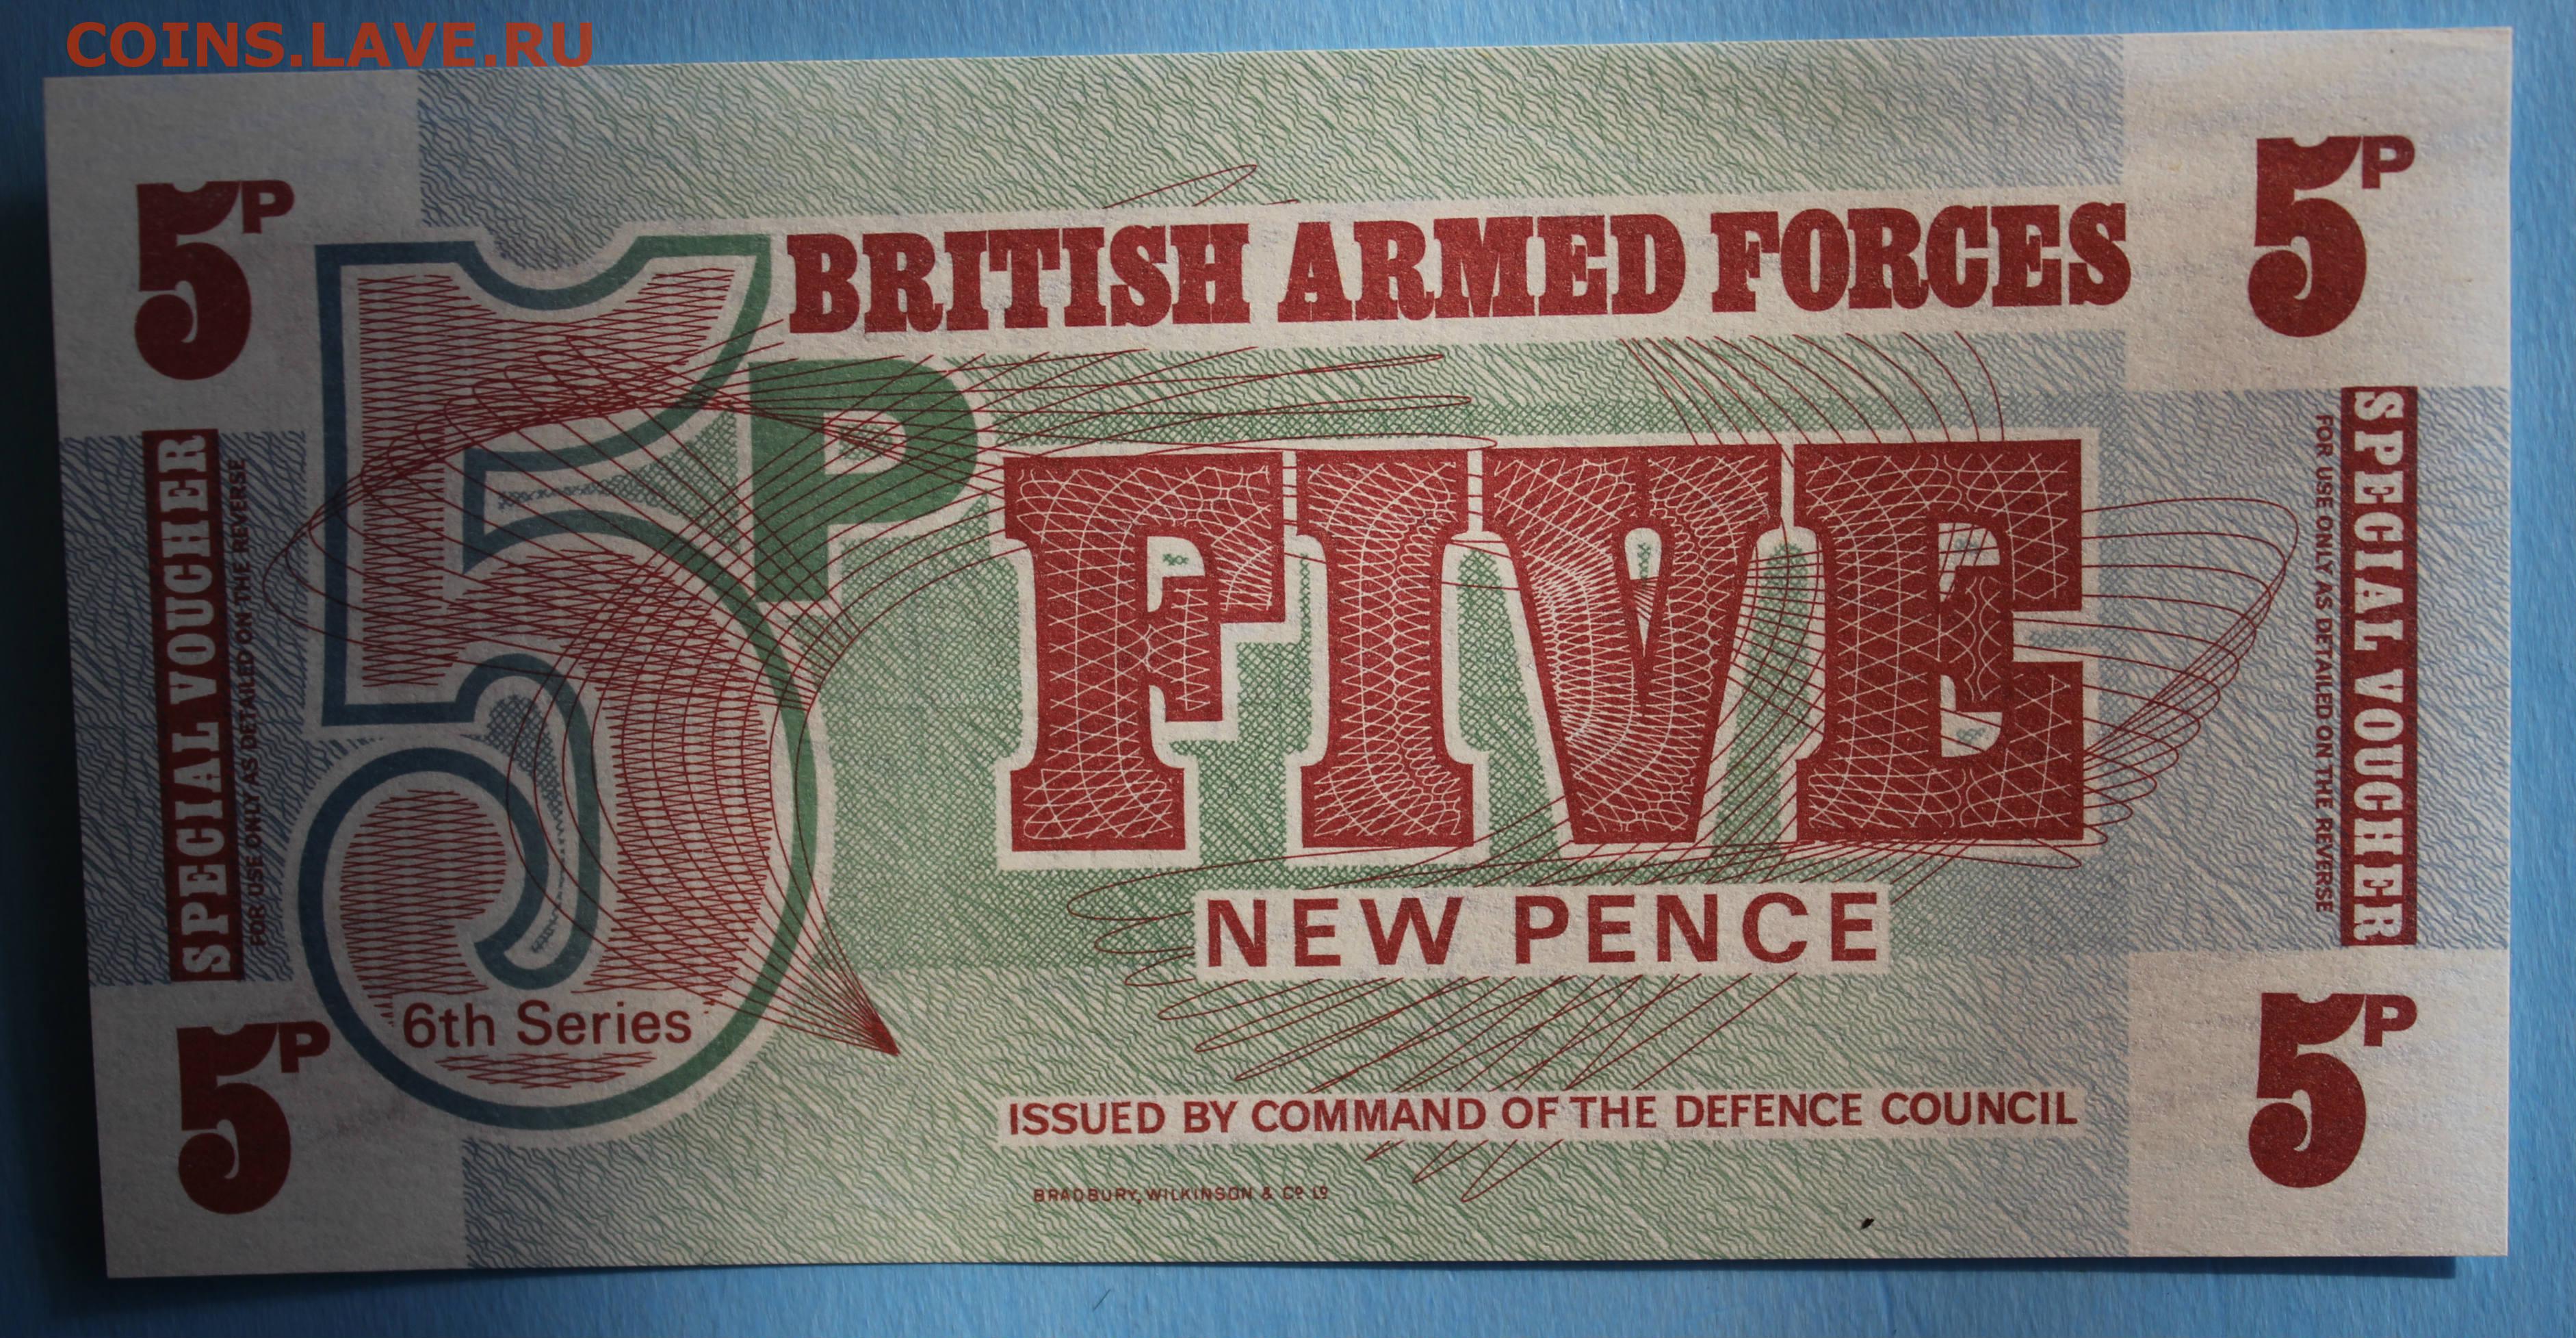 COINS.LAVE.RU
5P
5P
BRITISH ARMED FORCES
5P
FIVE
NEW PENCE
6th Series
ISSUED BY COMMAND OF THE DEFENCE COUNCIL
BRADBURY, WILKINSON & Cº Lº
SPECIAL VOUCHER
FOR USE ONLY AS DETAILED ON THE REVERSE
SPECIAL VOUCHER
FOR USE ONLY AS DETAILED ON THE REVERSE
5P
5P